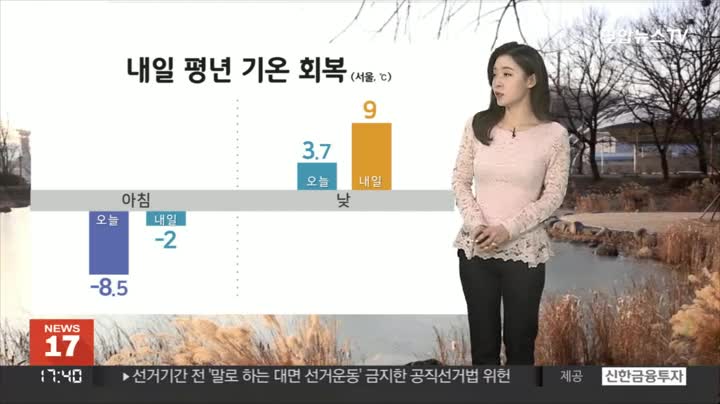 연합뉴스TV
내일 평년 기온 회복 (서울, ℃)
9
3.7
오늘
내일
아침
낮
오늘
내일
-2
-8.5
NEWS
17
17:40
▶선거기간 전 '말로 하는 대면 선거운동' 금지한 공직선거법 위헌
제공
신한금융투자